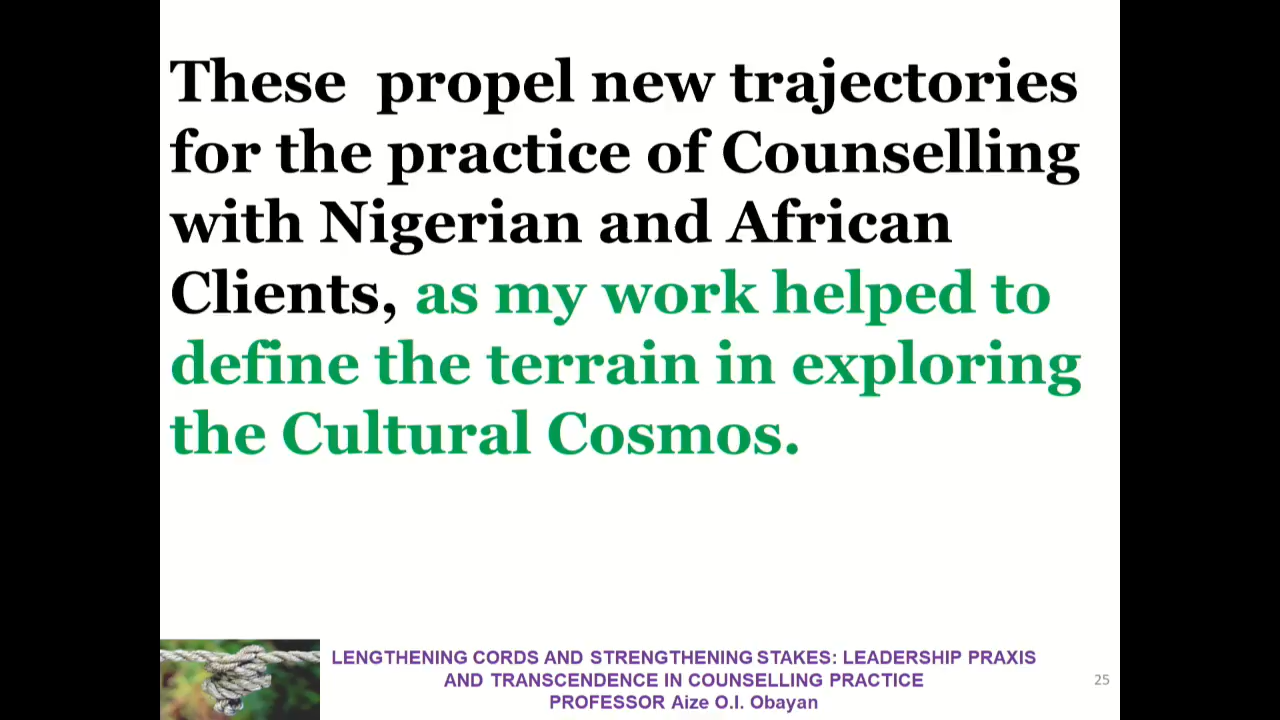 These propel new trajectories
for the practice of Counselling
with Nigerian and African
Clients, as my work helped to
define the terrain in exploring
the Cultural Cosmos.
LENGTHENING CORDS AND STRENGTHENING STAKES: LEADERSHIP PRAXIS
AND TRANSCENDENCE IN COUNSELLING PRACTICE
PROFESSOR Aize O.I. Obayan
25